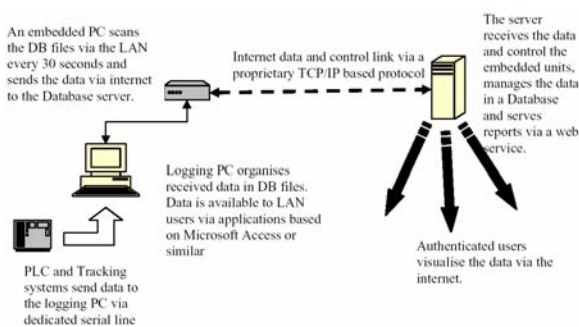 An embedded PC scans
the DB files via the LAN
every 30 seconds and
sends the data via internet
to the Database server.
Internet data and control link via a
proprietary TCP/IP based protocol
The server
receives the data
and control the
embedded units,
manages the data
in a Database
and serves
reports via a web
service.
Logging PC organises
received data in DB files.
Data is available to LAN
users via applications based
on Microsoft Access or
similar
PLC and Tracking
systems send data to
the logging PC via
dedicated serial line
Authenticated users
visualise the data via the
internet.